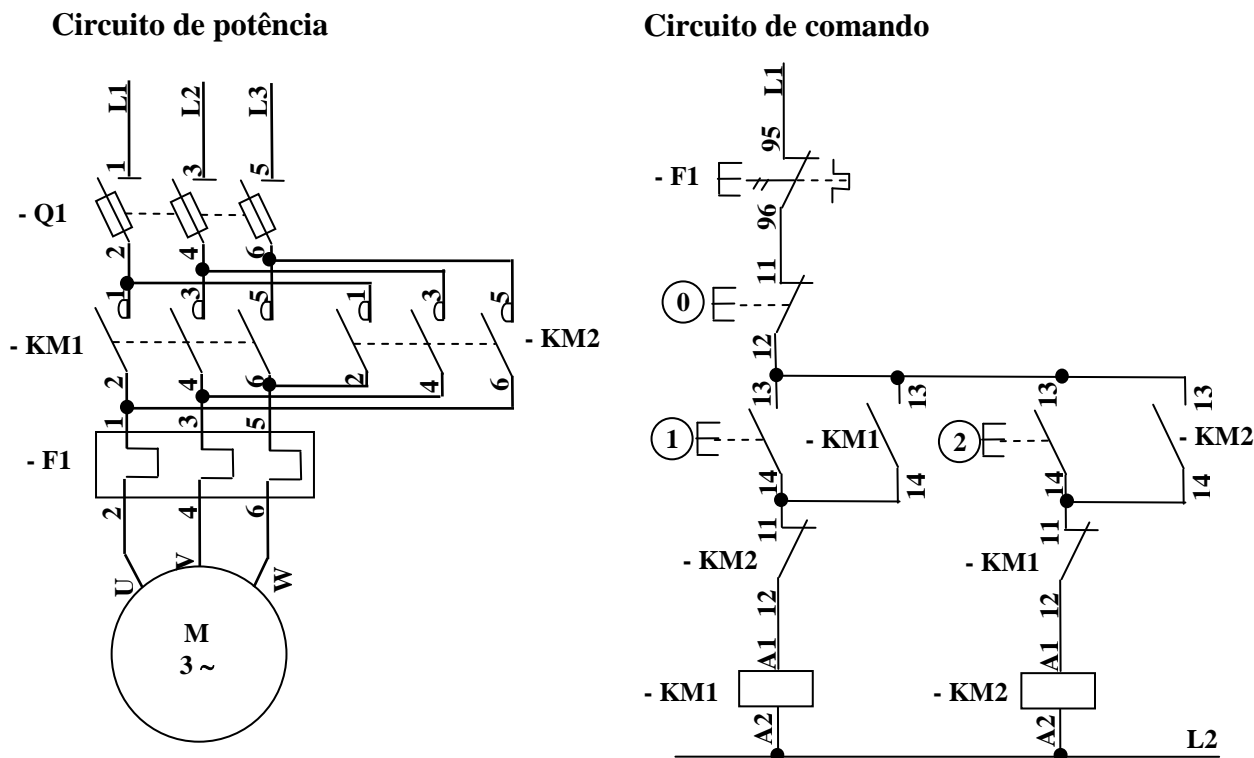 Circuito de potência
L1 L2 L3
1 3 5
- Q1
2 4 6
1 3 5 1 3 5
- KM1
- KM2
2 4 6 2 4 6
1 3 5
- F1
2 4 6
U V W
M
3 ~
Circuito de comando
L1
95
- F1
96
11
0
12
13 13 13 13
1
- KM1
2
- KM2
14 14 14 14
11 11
- KM2
- KM1
12 12
A1 A1
- KM1
- KM2
A2 A2
L2